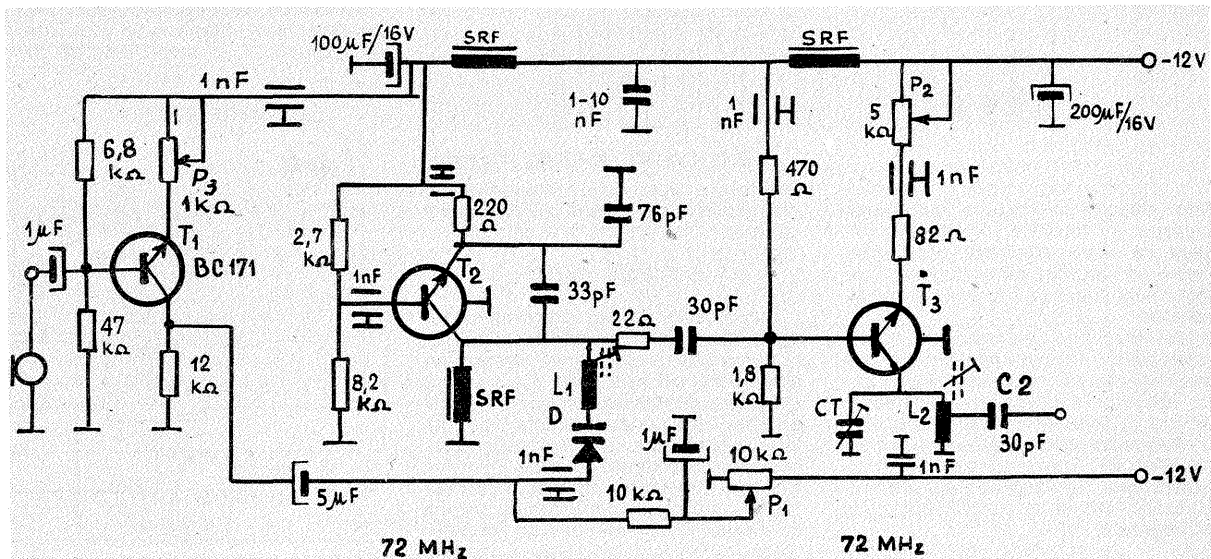 100µF/16V
SRF
SRF
-12V
1nF
1-10
nF
1
nF
P2
5
kΩ
200µF/
16V
6,8
kΩ
P3
1kΩ
220
Ω
76pF
470
Ω
1nF
1µF
T1
BC171
2,7
kΩ
1nF
T2
33pF
30pF
82Ω
T3
47
kΩ
12
kΩ
8,2
kΩ
SRF
22Ω
L1
D
1,8
kΩ
CT
L2
C2
30pF
1µF
10kΩ
1nF
-12V
5µF
1nF
10kΩ
P1
72 MHz
72 MHz